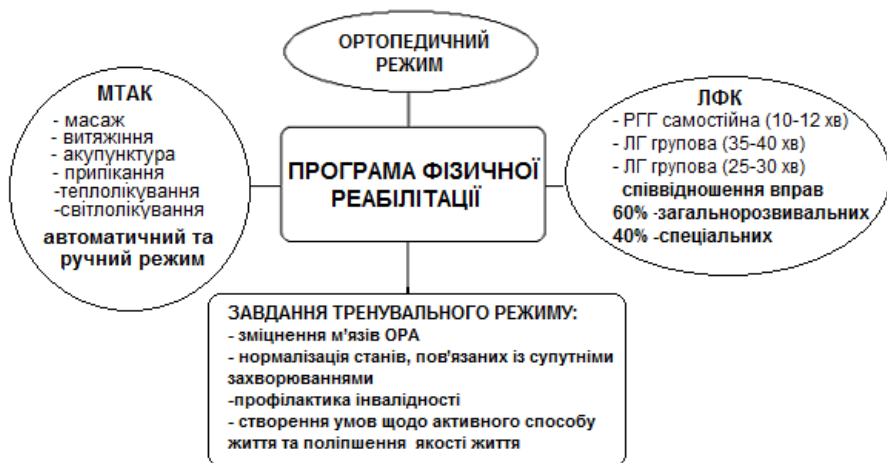 ОРТОПЕДИЧНИЙ
РЕЖИМ
МТАК
- масаж
- витяжіння
- акупунктура
- припікання
-теплолікування
-світлолікування
автоматичний та
ручний режим
ПРОГРАМА ФІЗИЧНОЇ
РЕАБІЛІТАЦІЇ
ЛФК
- РГГ самостійна (10-12 хв)
- ЛГ групова (35-40 хв)
- ЛГ групова (25-30 хв)
співвідношення вправ
60% -загальнорозвивальних
40% -спеціальних
ЗАВДАННЯ ТРЕНУВАЛЬНОГО РЕЖИМУ:
- зміцнення м’язів ОРА
- нормалізація станів, пов’язаних із супутніми
захворюваннями
-профілактика інвалідності
- створення умов щодо активного способу
життя та поліпшення якості життя